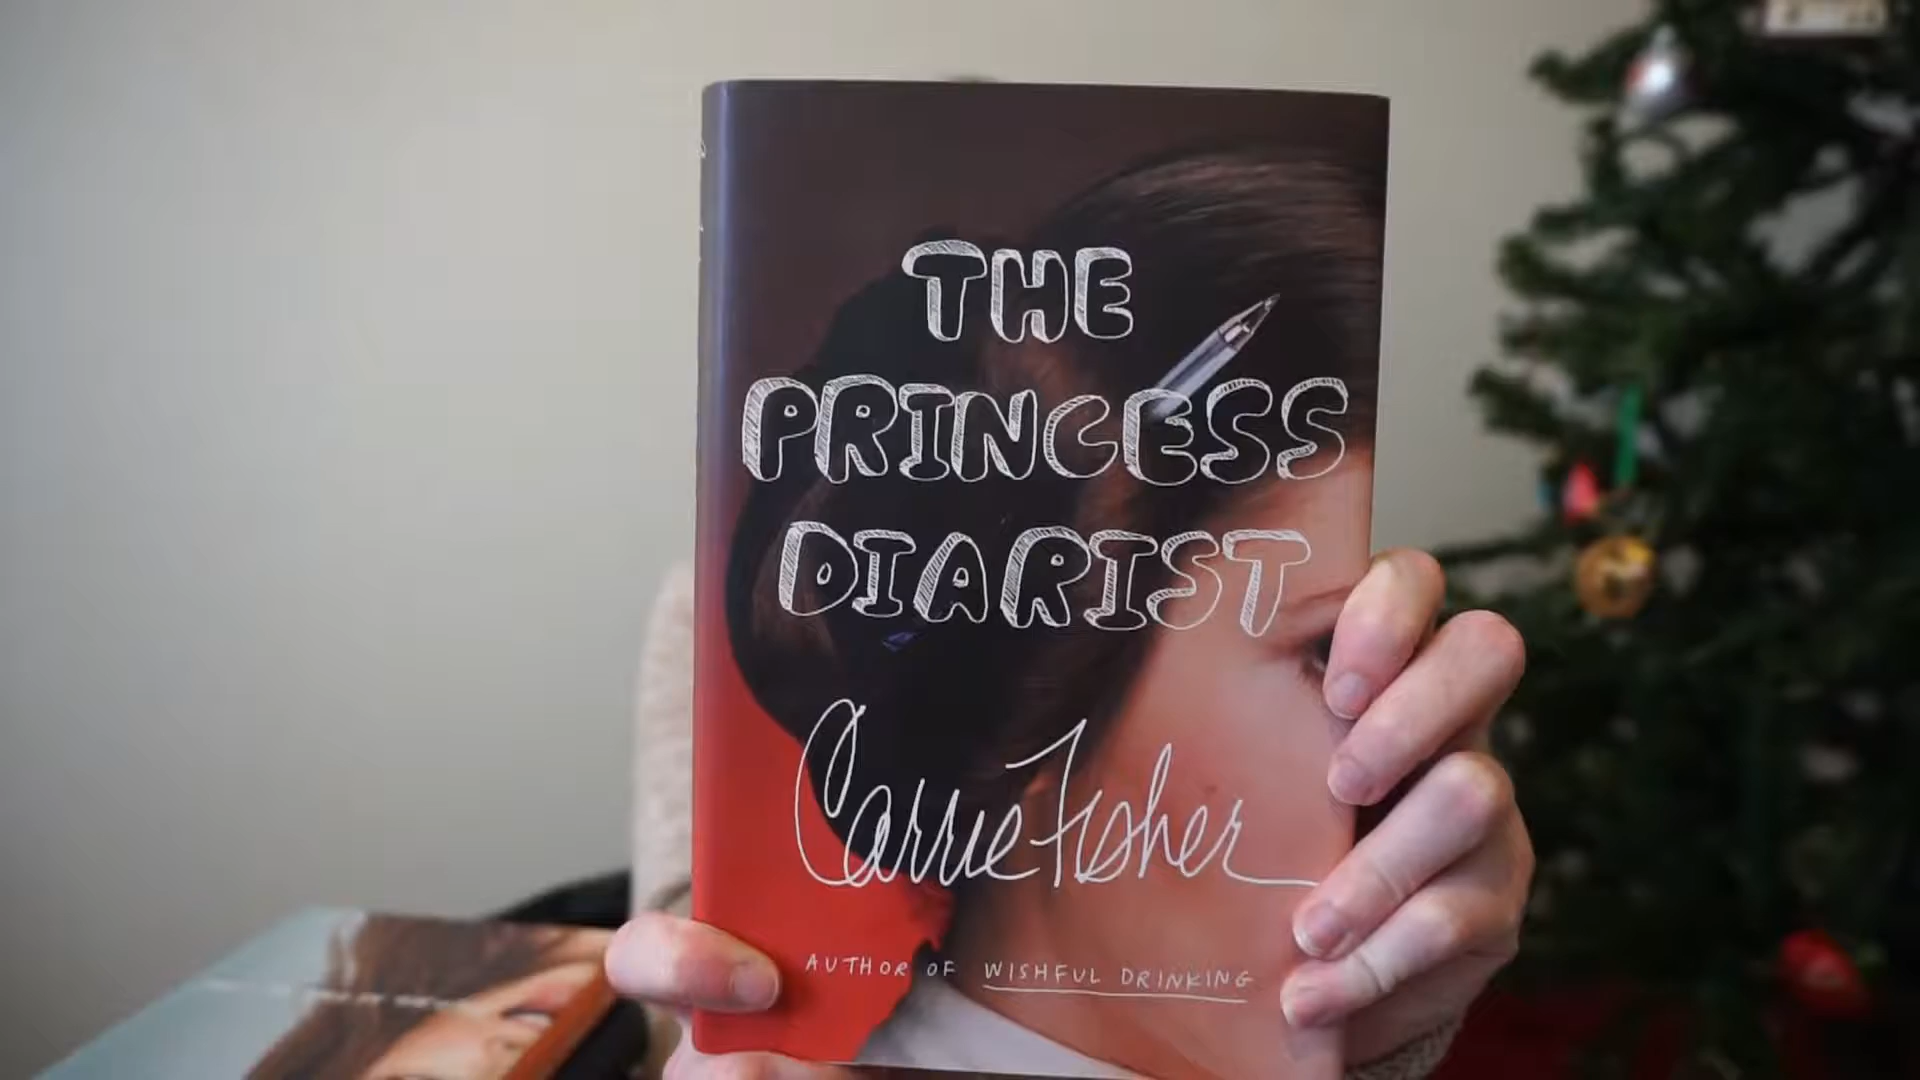 THE
PRINCESS
DIARIST
Carrie Fisher
AUTHOR OF WISHFUL DRINKING